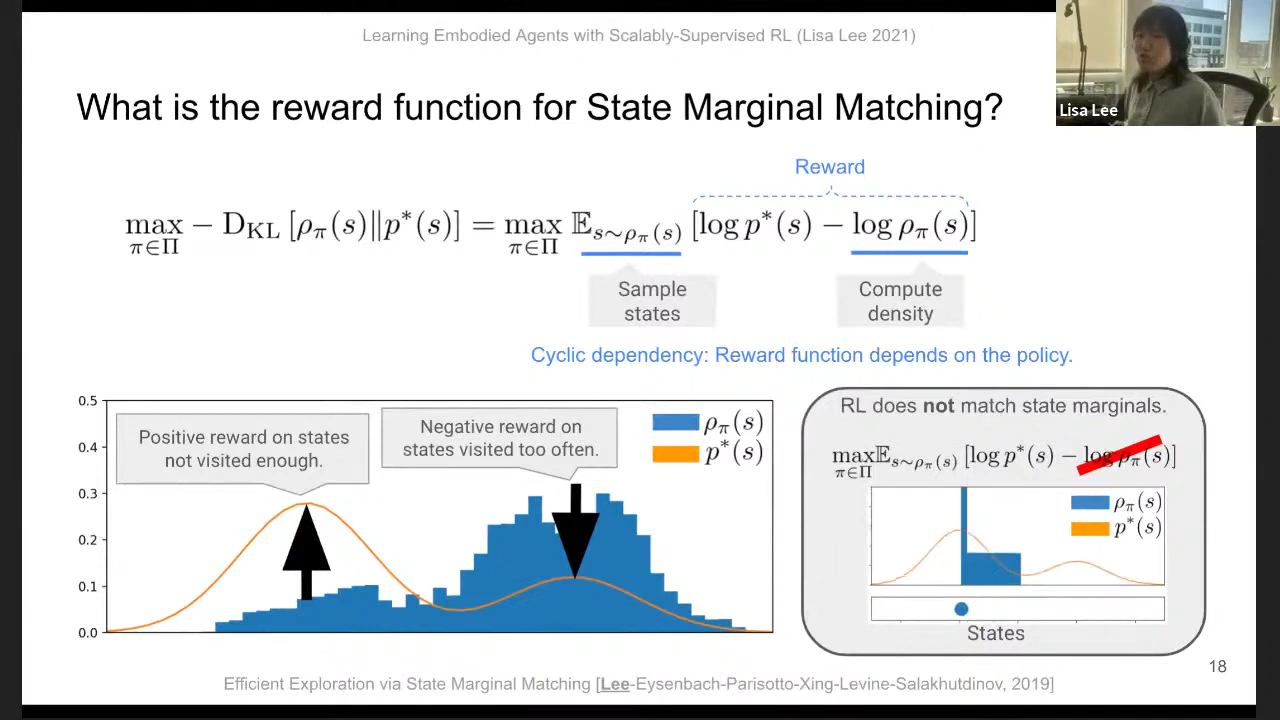 Learning Embodied Agents with Scalably-Supervised RL (Lisa Lee 2021)
Lisa Lee
What is the reward function for State Marginal Matching?
Reward
max π∈Π − D_KL [ρ_π(s)‖p*(s)] = max π∈Π 𝔼_{s∼ρ_π(s)} [log p*(s) − log ρ_π(s)]
Sample
states
Compute
density
Cyclic dependency: Reward function depends on the policy.
0.5
0.4
0.3
0.2
0.1
0.0
Positive reward on states
not visited enough.
Negative reward on
states visited too often.
ρ_π(s)
p*(s)
RL does not match state marginals.
max π∈Π 𝔼_{s∼ρ_π(s)} [log p*(s) − log ρ_π(s)]
ρ_π(s)
p*(s)
States
18
Efficient Exploration via State Marginal Matching [Lee-Eysenbach-Parisotto-Xing-Levine-Salakhutdinov, 2019]